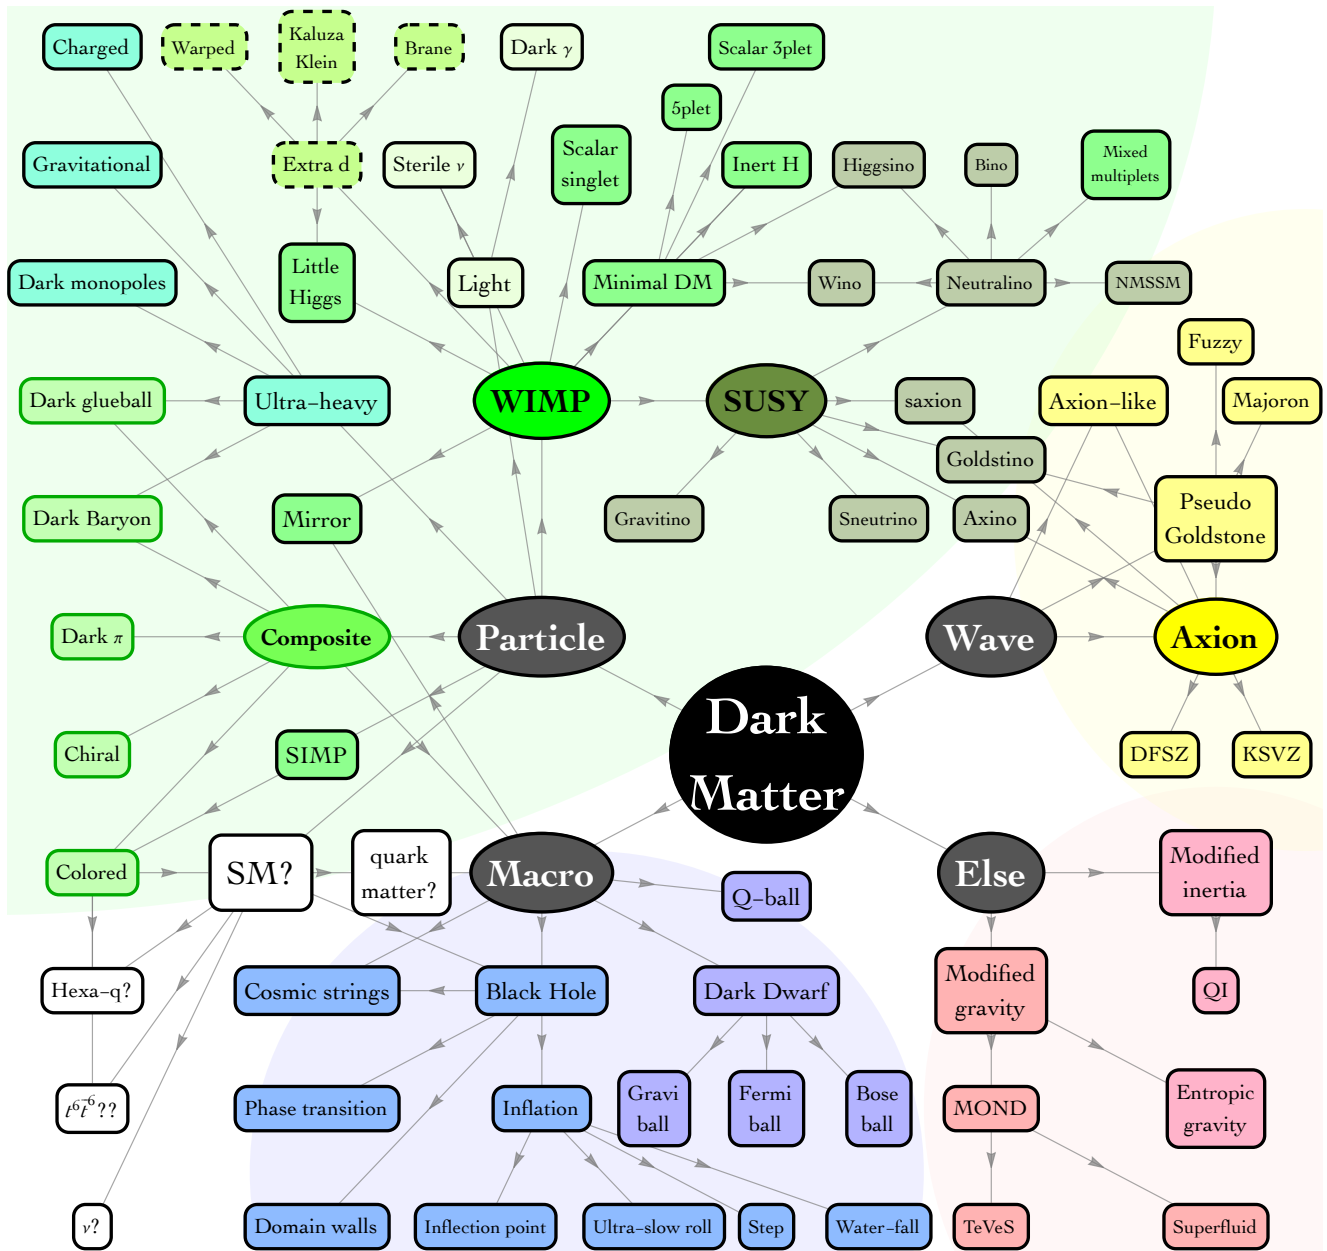 Charged
Warped
Kaluza
Klein
Brane
Dark γ
Scalar 3plet
5plet
Gravitational
Extra d
Sterile ν
Scalar
singlet
Inert H
Higgsino
Bino
Mixed
multiplets
Dark monopoles
Little
Higgs
Light
Minimal DM
Wino
Neutralino
NMSSM
Fuzzy
Dark glueball
Ultra-heavy
WIMP
SUSY
saxion
Axion-like
Majoron
Goldstino
Dark Baryon
Mirror
Gravitino
Sneutrino
Axino
Pseudo
Goldstone
Dark π
Composite
Particle
Wave
Axion
Dark
Matter
Chiral
SIMP
DFSZ
KSVZ
Colored
SM?
quark
matter?
Macro
Q-ball
Else
Modified
inertia
Hexa-q?
Cosmic strings
Black Hole
Dark Dwarf
Modified
gravity
QI
t⁶t̅⁶??
Phase transition
Inflation
Gravi
ball
Fermi
ball
Bose
ball
MOND
Entropic
gravity
ν?
Domain walls
Inflection point
Ultra-slow roll
Step
Water-fall
TeVeS
Superfluid